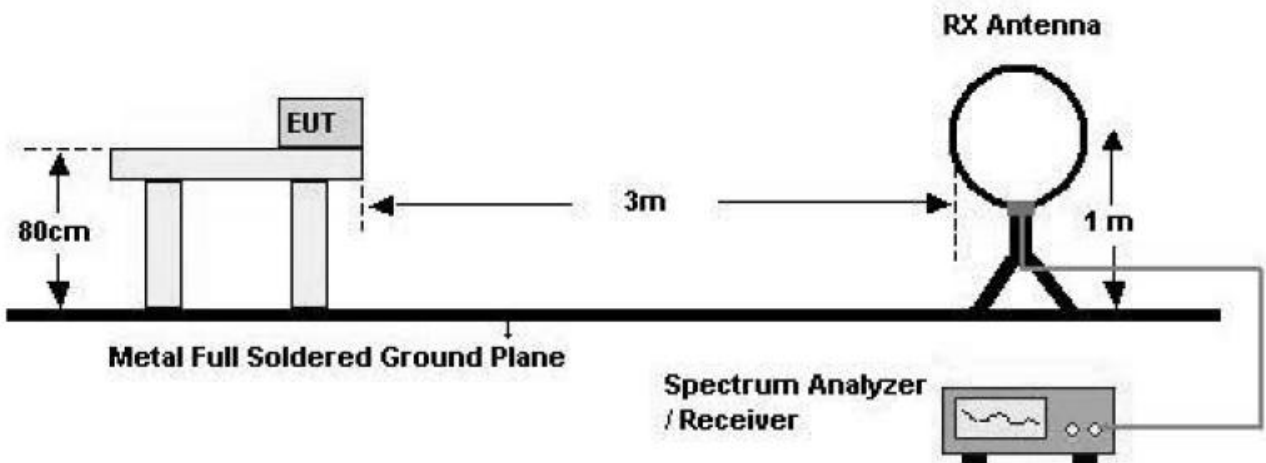 RX Antenna
EUT
80cm
3m
1 m
Metal Full Soldered Ground Plane
Spectrum Analyzer
/ Receiver